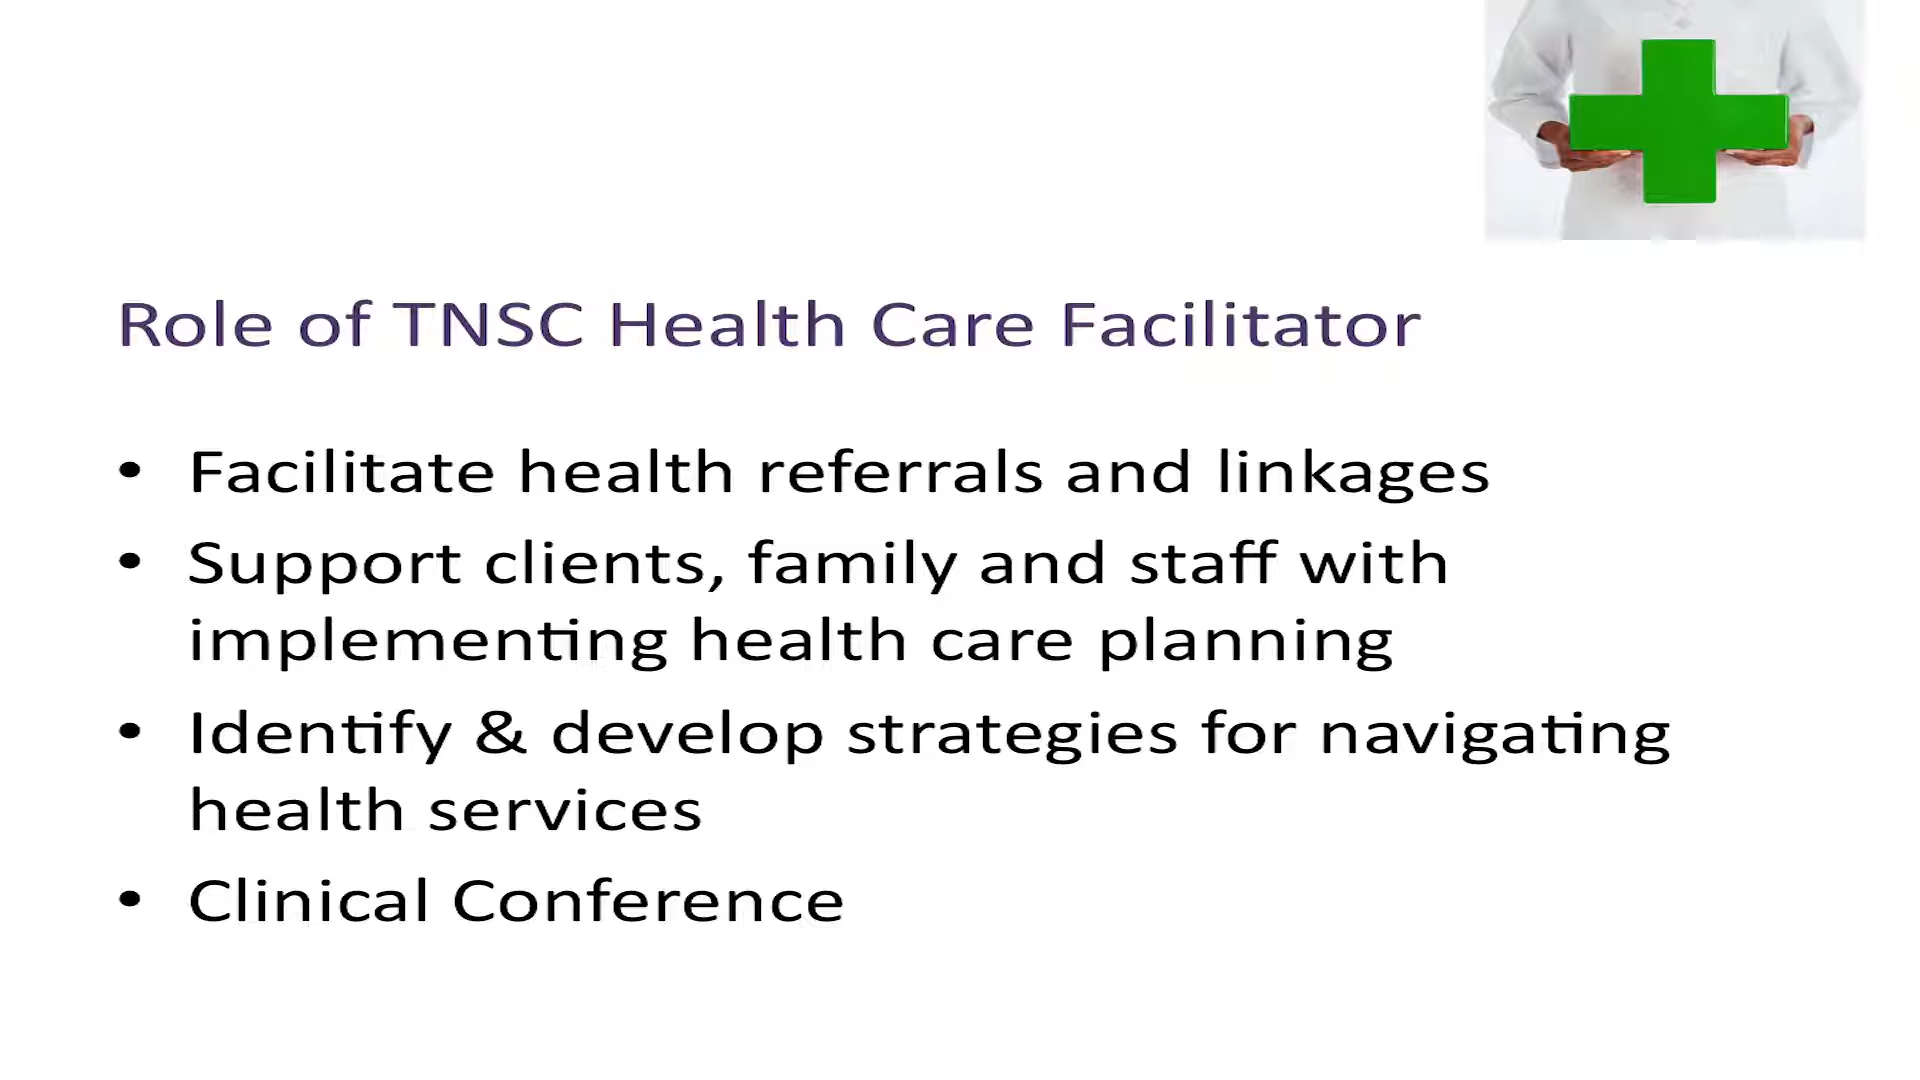 Role of TNSC Health Care Facilitator
• Facilitate health referrals and linkages
• Support clients, family and staff with
implementing health care planning
• Identify & develop strategies for navigating
health services
• Clinical Conference